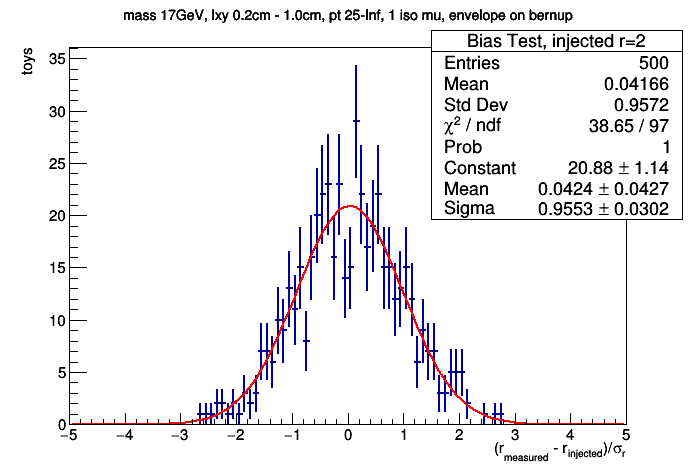 mass 17GeV, lxy 0.2cm - 1.0cm, pt 25-Inf, 1 iso mu, envelope on bernup
Bias Test, injected r=2
Entries 500
Mean 0.04166
Std Dev 0.9572
χ² / ndf 38.65 / 97
Prob 1
Constant 20.88 ± 1.14
Mean 0.0424 ± 0.0427
Sigma 0.9553 ± 0.0302
toys
35
30
25
20
15
10
5
0
−5 −4 −3 −2 −1 0 1 2 3 4 5
(r_measured - r_injected)/σ_r